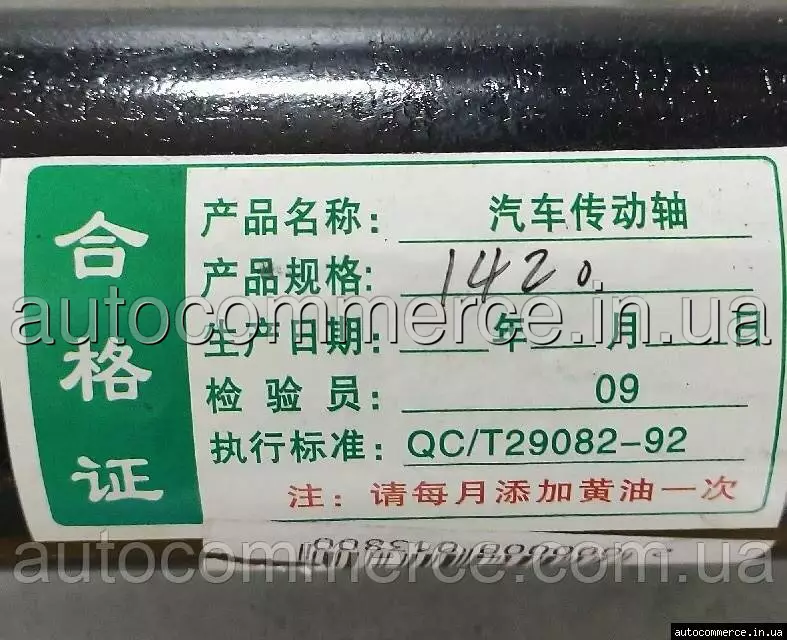 合格证
产品名称： 汽车传动轴
产品规格: 1420
autocommerce.in.ua
生产日期: 年 月 日
检验员: 09
执行标准: QC/T29082-92
注：请每月添加黄油一次
autocommerce.in.ua
autocommerce.in.ua